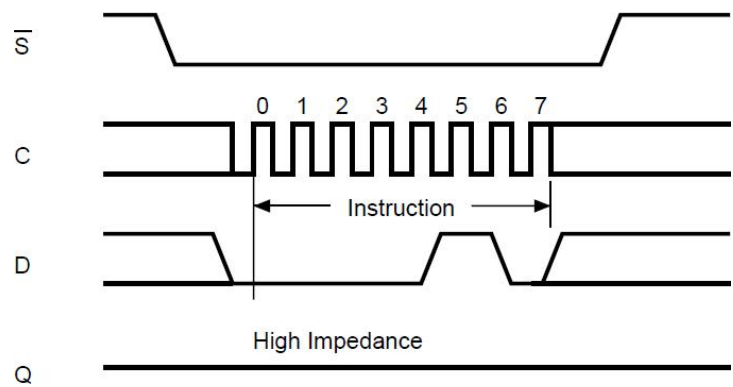 S̅
0 1 2 3 4 5 6 7
C
Instruction
D
High Impedance
Q